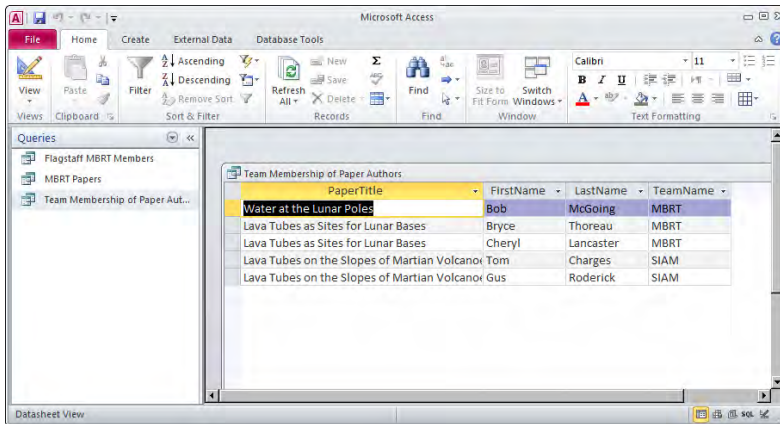 Microsoft Access
File Home Create External Data Database Tools
View
Paste
Filter
Ascending
Descending
Remove Sort
Refresh All
New
Save
Delete
Find
Size to Fit Form
Switch Windows
Calibri 11
B I U
A
Views Clipboard Sort & Filter Records Find Window Text Formatting
Queries
Flagstaff MBRT Members
MBRT Papers
Team Membership of Paper Aut...
Team Membership of Paper Authors
PaperTitle FirstName LastName TeamName
Water at the Lunar Poles Bob McGoing MBRT
Lava Tubes as Sites for Lunar Bases Bryce Thoreau MBRT
Lava Tubes as Sites for Lunar Bases Cheryl Lancaster MBRT
Lava Tubes on the Slopes of Martian Volcanoe Tom Charges SIAM
Lava Tubes on the Slopes of Martian Volcanoe Gus Roderick SIAM
Datasheet View
SQL